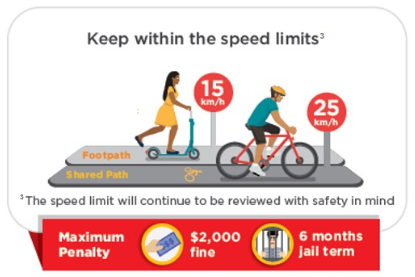 Keep within the speed limits³
15
km/h
25
km/h
Footpath
Shared Path
³The speed limit will continue to be reviewed with safety in mind
Maximum
Penalty
$2,000
fine
6 months
jail term